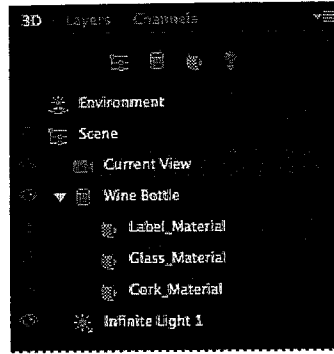 3D Layers Channels
Environment
Scene
Current View
Wine Bottle
Label_Material
Glass_Material
Cork_Material
Infinite Light 1